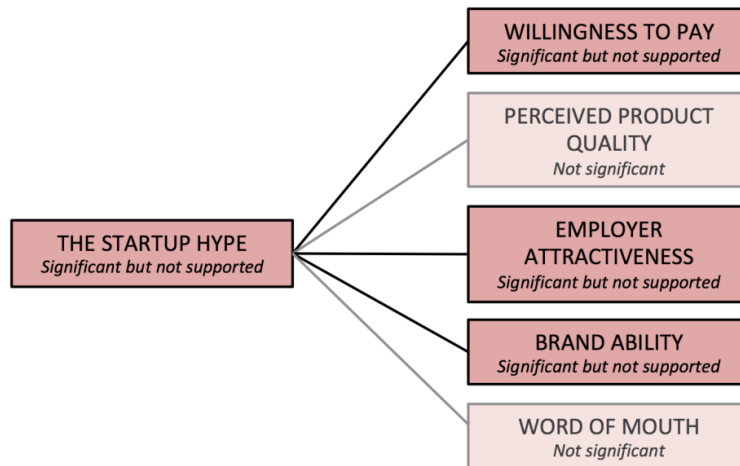 WILLINGNESS TO PAY
Significant but not supported
PERCEIVED PRODUCT
QUALITY
Not significant
THE STARTUP HYPE
Significant but not supported
EMPLOYER
ATTRACTIVENESS
Significant but not supported
BRAND ABILITY
Significant but not supported
WORD OF MOUTH
Not significant